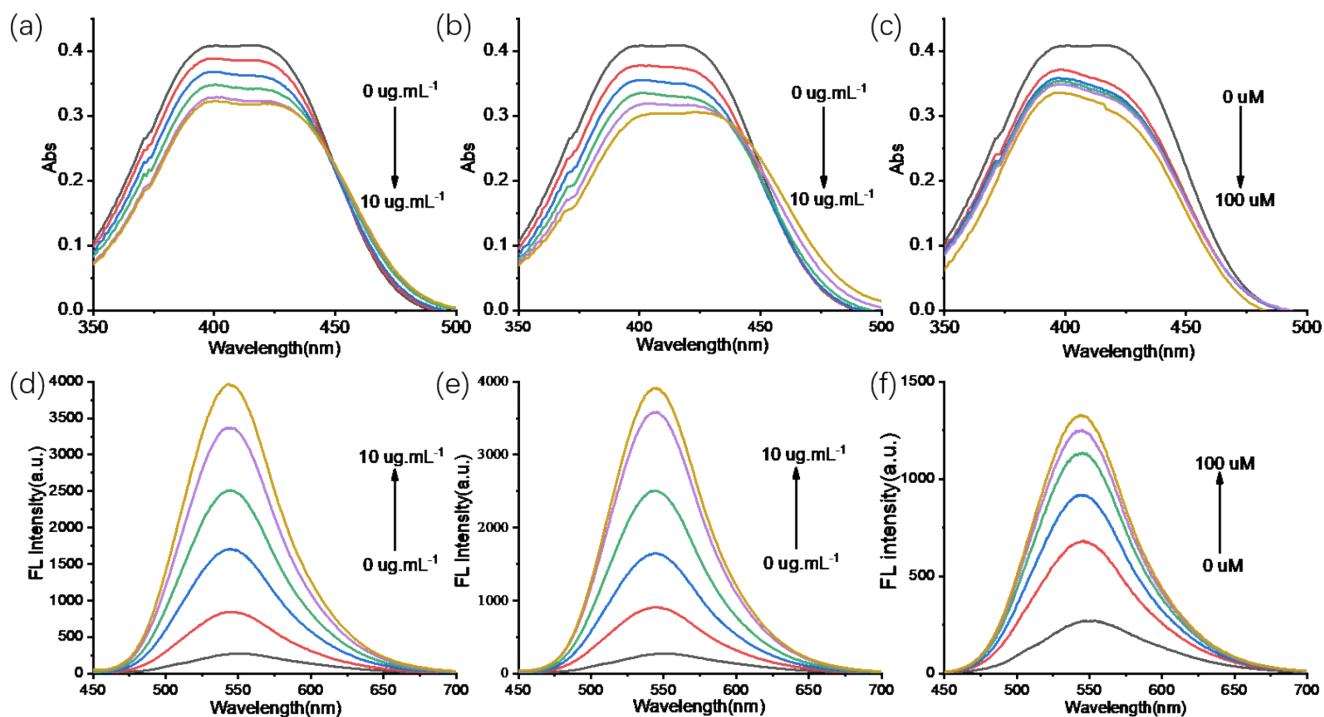 (a)
0.4
0.3
0.2
0.1
0.0
Abs
0 ug.mL⁻¹
10 ug.mL⁻¹
350 400 450 500
Wavelength(nm)
(b)
0.4
0.3
0.2
0.1
0.0
Abs
0 ug.mL⁻¹
10 ug.mL⁻¹
350 400 450 500
Wavelength(nm)
(c)
0.4
0.3
0.2
0.1
0.0
Abs
0 uM
100 uM
350 400 450 500
Wavelength(nm)
(d)
4000
3500
3000
2500
2000
1500
1000
500
0
FL Intensity(a.u.)
10 ug.mL⁻¹
0 ug.mL⁻¹
450 500 550 600 650 700
Wavelength(nm)
(e)
4000
3000
2000
1000
0
FL Intensity(a.u.)
10 ug.mL⁻¹
0 ug.mL⁻¹
450 500 550 600 650 700
Wavelength(nm)
(f)
1500
1000
500
0
FL intensity(a.u.)
100 uM
0 uM
450 500 550 600 650 700
Wavelength(nm)